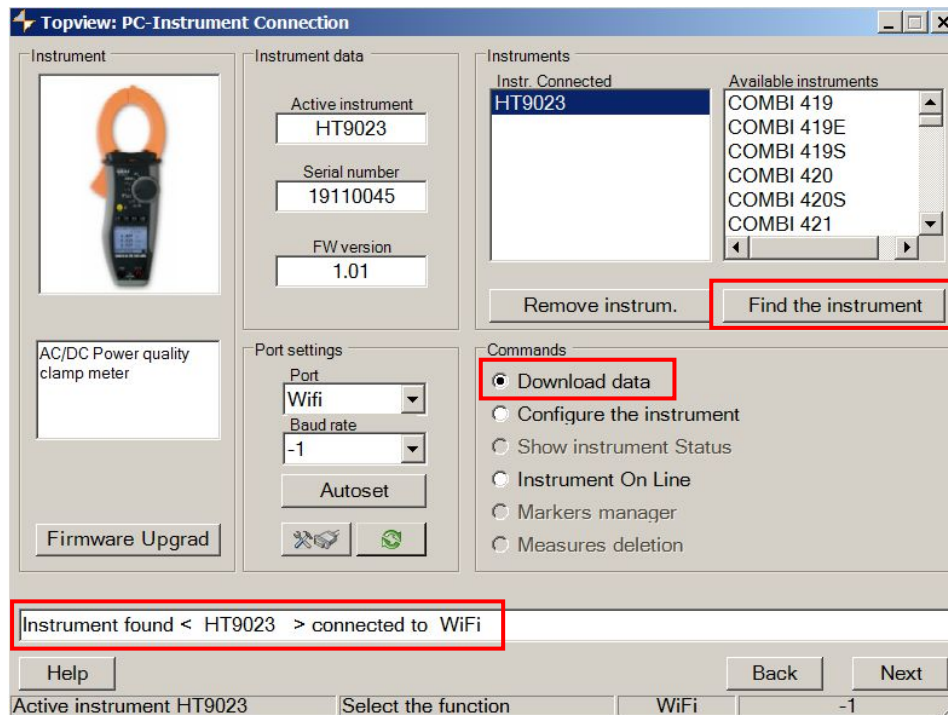 Topview: PC-Instrument Connection
Instrument
Instrument data
Active instrument
HT9023
Serial number
19110045
FW version
1.01
Instruments
Instr. Connected
HT9023
Available instruments
COMBI 419
COMBI 419E
COMBI 419S
COMBI 420
COMBI 420S
COMBI 421
Remove instrum.
Find the instrument
AC/DC Power quality
clamp meter
Firmware Upgrad
Port settings
Port
Wifi
Baud rate
-1
Autoset
Commands
Download data
Configure the instrument
Show instrument Status
Instrument On Line
Markers manager
Measures deletion
Instrument found < HT9023 > connected to WiFi
Help
Back
Next
Active instrument HT9023
Select the function
WiFi
-1